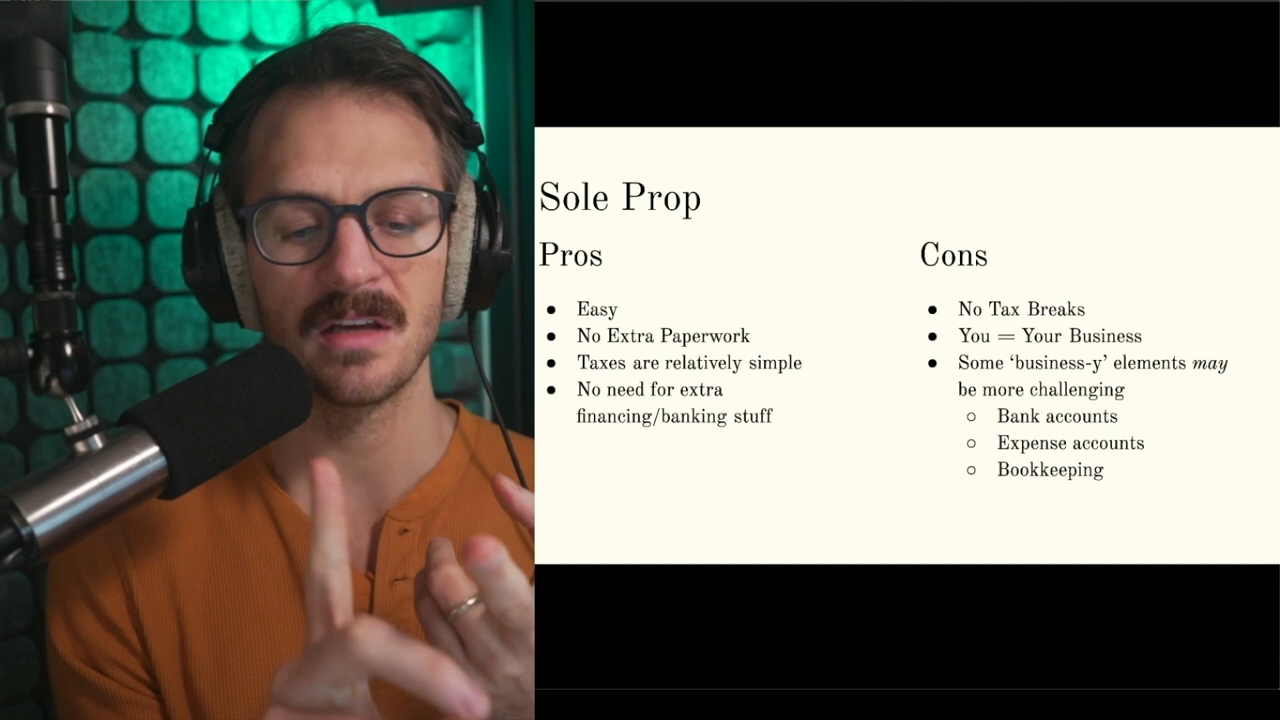 Sole Prop
Pros
● Easy
● No Extra Paperwork
● Taxes are relatively simple
● No need for extra
financing/banking stuff
Cons
● No Tax Breaks
● You = Your Business
● Some ‘business-y’ elements may
be more challenging
○ Bank accounts
○ Expense accounts
○ Bookkeeping